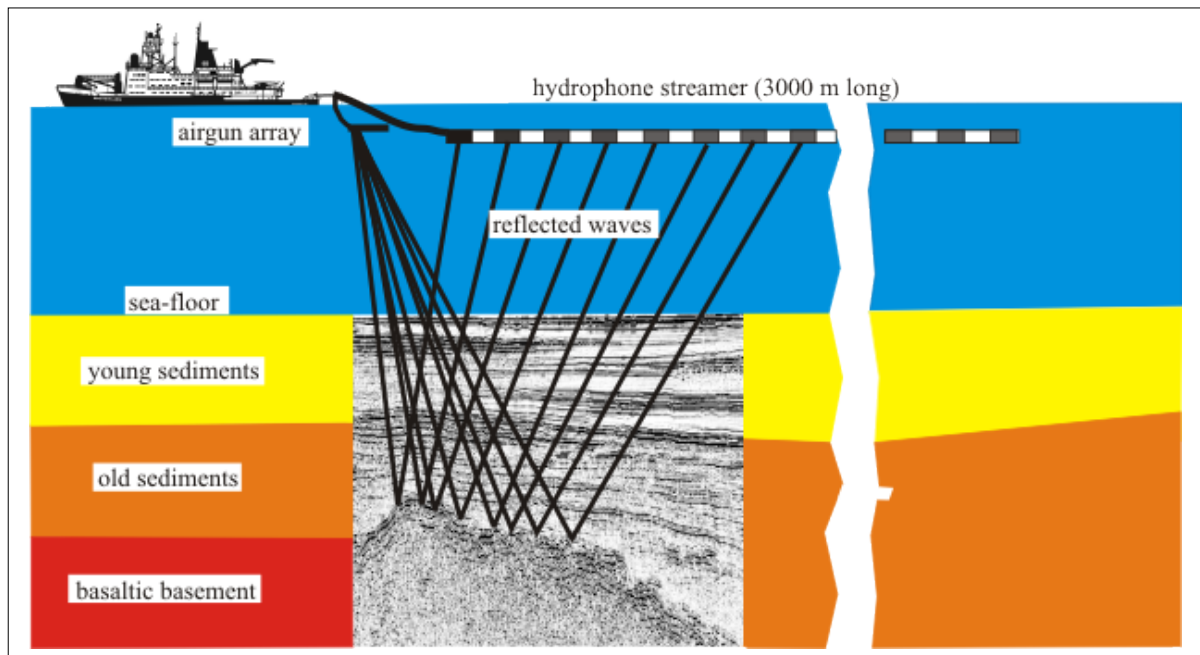 hydrophone streamer (3000 m long)
airgun array
reflected waves
sea-floor
young sediments
old sediments
basaltic basement